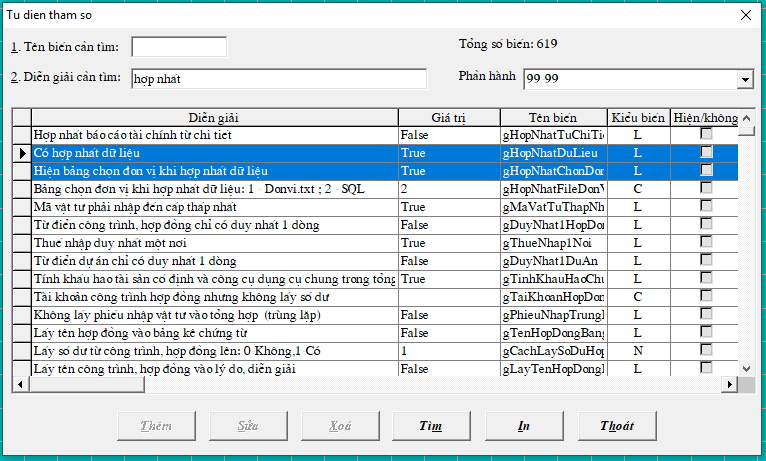 Tu dien tham so
1. Tên biến cần tìm:
Tổng số biến: 619
2. Diễn giải cần tìm: hợp nhất
Phân hành 99-99
Diễn giải Giá trị Tên biến Kiểu biến Hiện/không
Hợp nhất báo cáo tài chính từ chi tiết False gHopNhatTuChiTi L
Có hợp nhất dữ liệu True gHopNhatDuLieu L
Hiện bảng chọn đơn vị khi hợp nhất dữ liệu True gHopNhatChonDon L
Bảng chọn đơn vị khi hợp nhất dữ liệu: 1 - Donvi.txt ; 2 - SQL 2 gHopNhatFileDonV C
Mã vật tư phải nhập đến cấp thấp nhất True gMaVatTuThapNh L
Từ điển công trình, hợp đồng chỉ có duy nhất 1 dòng False gDuyNhat1HopDon L
Thuế nhập duy nhất một nơi True gThueNhap1Noi L
Từ điển dự án chỉ có duy nhất 1 dòng False gDuyNhat1DuAn L
Tính khấu hao tài sản cố định và công cụ dụng cụ chung trong tổng True gTinhKhauHaoChu L
Tài khoản công trình hợp đồng nhưng không lấy số dư gTaiKhoanHopDon C
Không lấy phiếu nhập vật tư vào tổng hợp (trùng lặp) False gPhieuNhapTrungL L
Lấy tên hợp đồng vào bảng kê chứng từ False gTenHopDongBang L
Lấy số dư từ công trình, hợp đồng lên: 0-Không,1-Có 1 gCachLaySoDuHop N
Lấy tên công trình, hợp đồng vào lý do, diễn giải False gLayTenHopDongL L
Thêm Sửa Xoá Tìm In Thoát